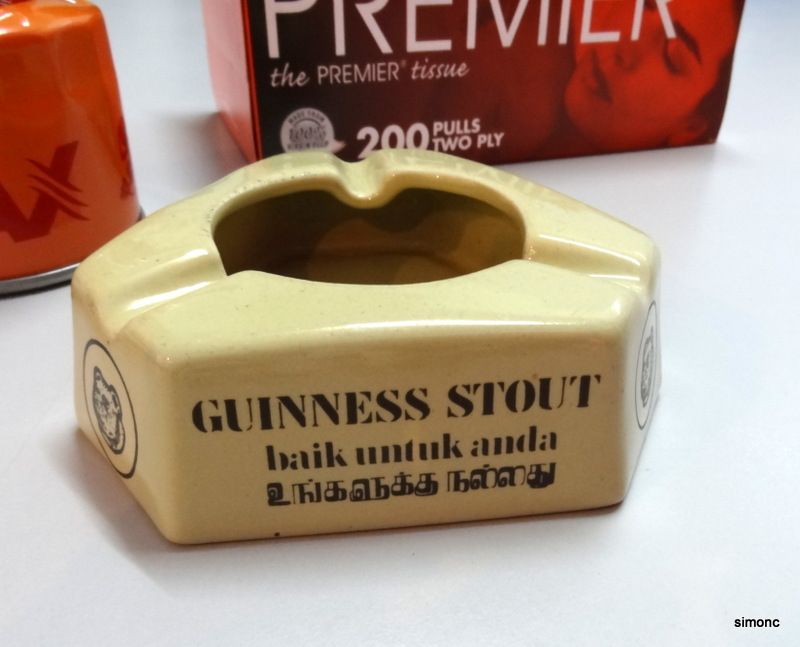 PREMIER
the PREMIER® tissue
200 PULLS
TWO PLY
GUINNESS STOUT
baik untuk anda
உங்களுக்கு நல்லது
simonc